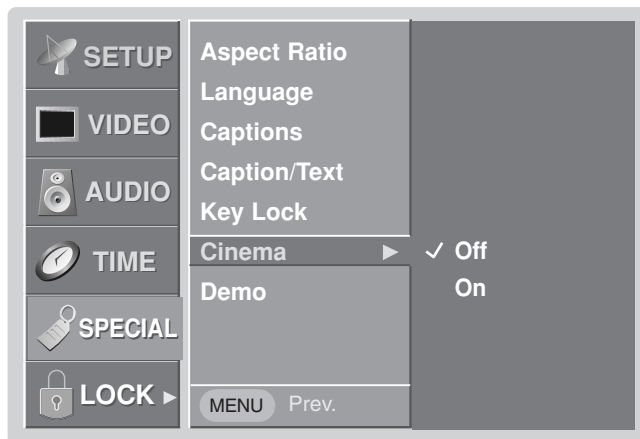 SETUP
VIDEO
AUDIO
TIME
SPECIAL
LOCK ►
Aspect Ratio
Language
Captions
Caption/Text
Key Lock
Cinema ►
Demo
MENU Prev.
✓ Off
On